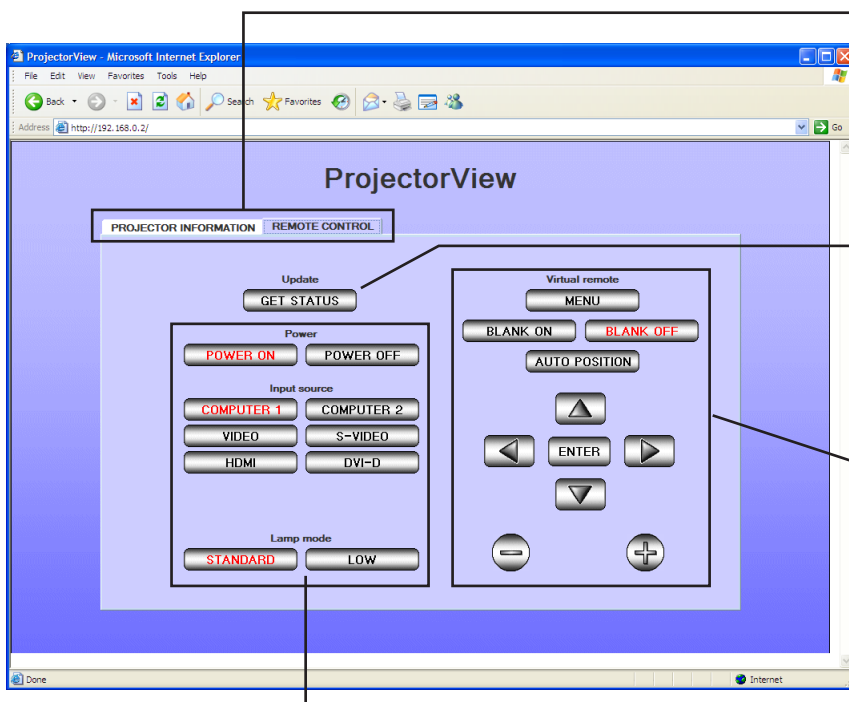 ProjectorView - Microsoft Internet Explorer
File Edit View Favorites Tools Help
Back Search Favorites
Address http://192.168.0.2/ Go
ProjectorView
PROJECTOR INFORMATION REMOTE CONTROL
Update
GET STATUS
Power
POWER ON POWER OFF
Input source
COMPUTER 1 COMPUTER 2
VIDEO S-VIDEO
HDMI DVI-D
Lamp mode
STANDARD LOW
Virtual remote
MENU
BLANK ON BLANK OFF
AUTO POSITION
ENTER
Done Internet